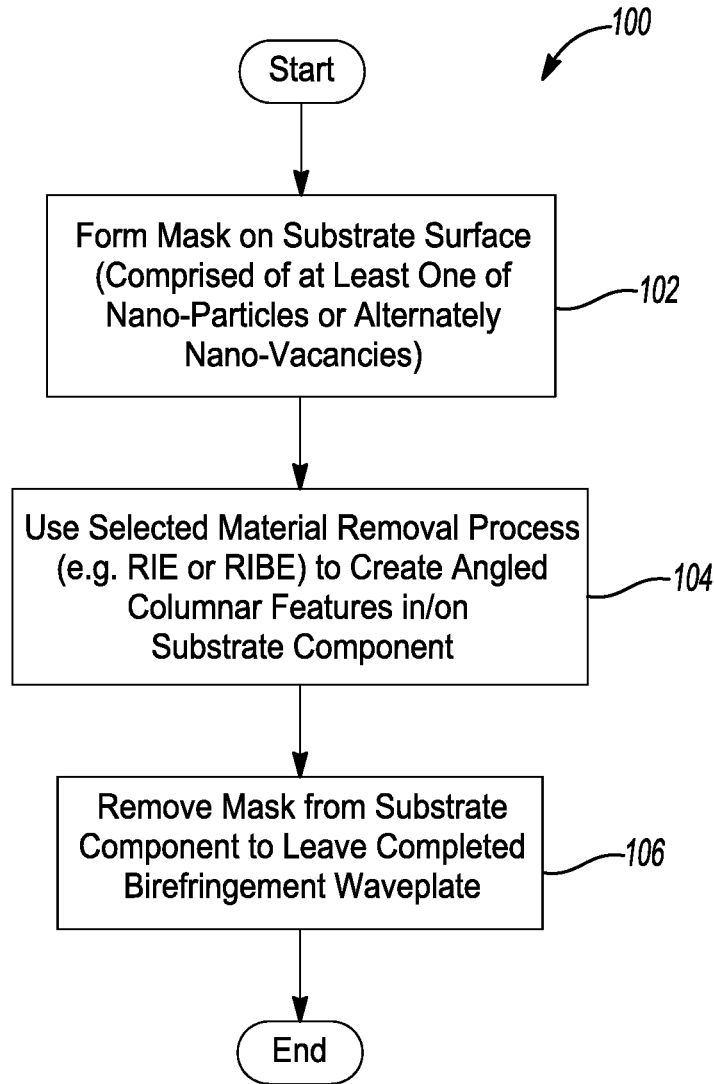 100
Start
Form Mask on Substrate Surface
(Comprised of at Least One of
Nano-Particles or Alternately
Nano-Vacancies)
102
Use Selected Material Removal Process
(e.g. RIE or RIBE) to Create Angled
Columnar Features in/on
Substrate Component
104
Remove Mask from Substrate
Component to Leave Completed
Birefringement Waveplate
106
End